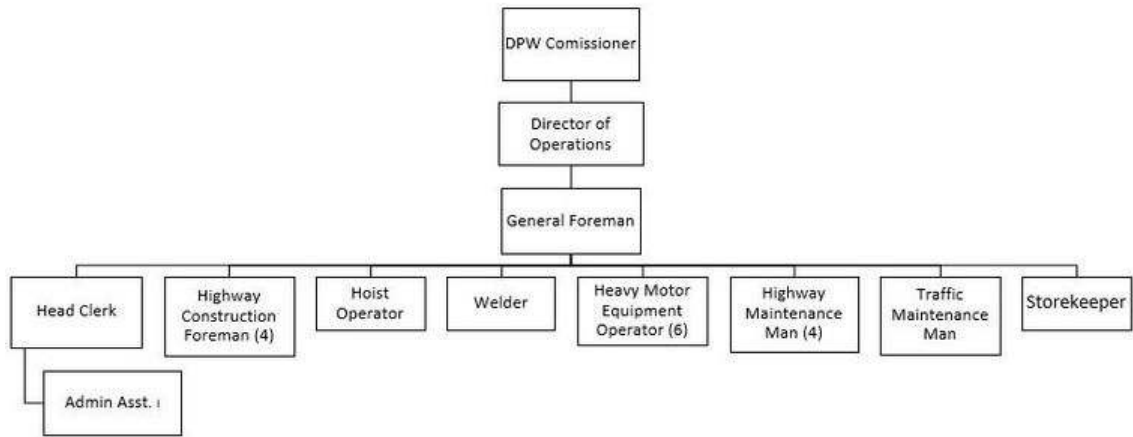 DPW Comissioner
Director of
Operations
General Foreman
Head Clerk
Highway
Construction
Foreman (4)
Hoist
Operator
Welder
Heavy Motor
Equipment
Operator (6)
Highway
Maintenance
Man (4)
Traffic
Maintenance
Man
Storekeeper
Admin Asst.